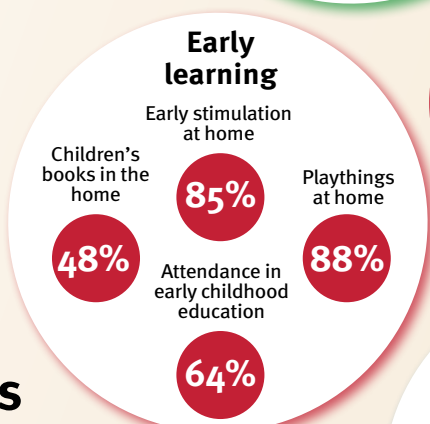 Early
learning
Early stimulation
at home
85%
Children’s
books in the
home
48%
Playthings
at home
88%
Attendance in
early childhood
education
64%
s